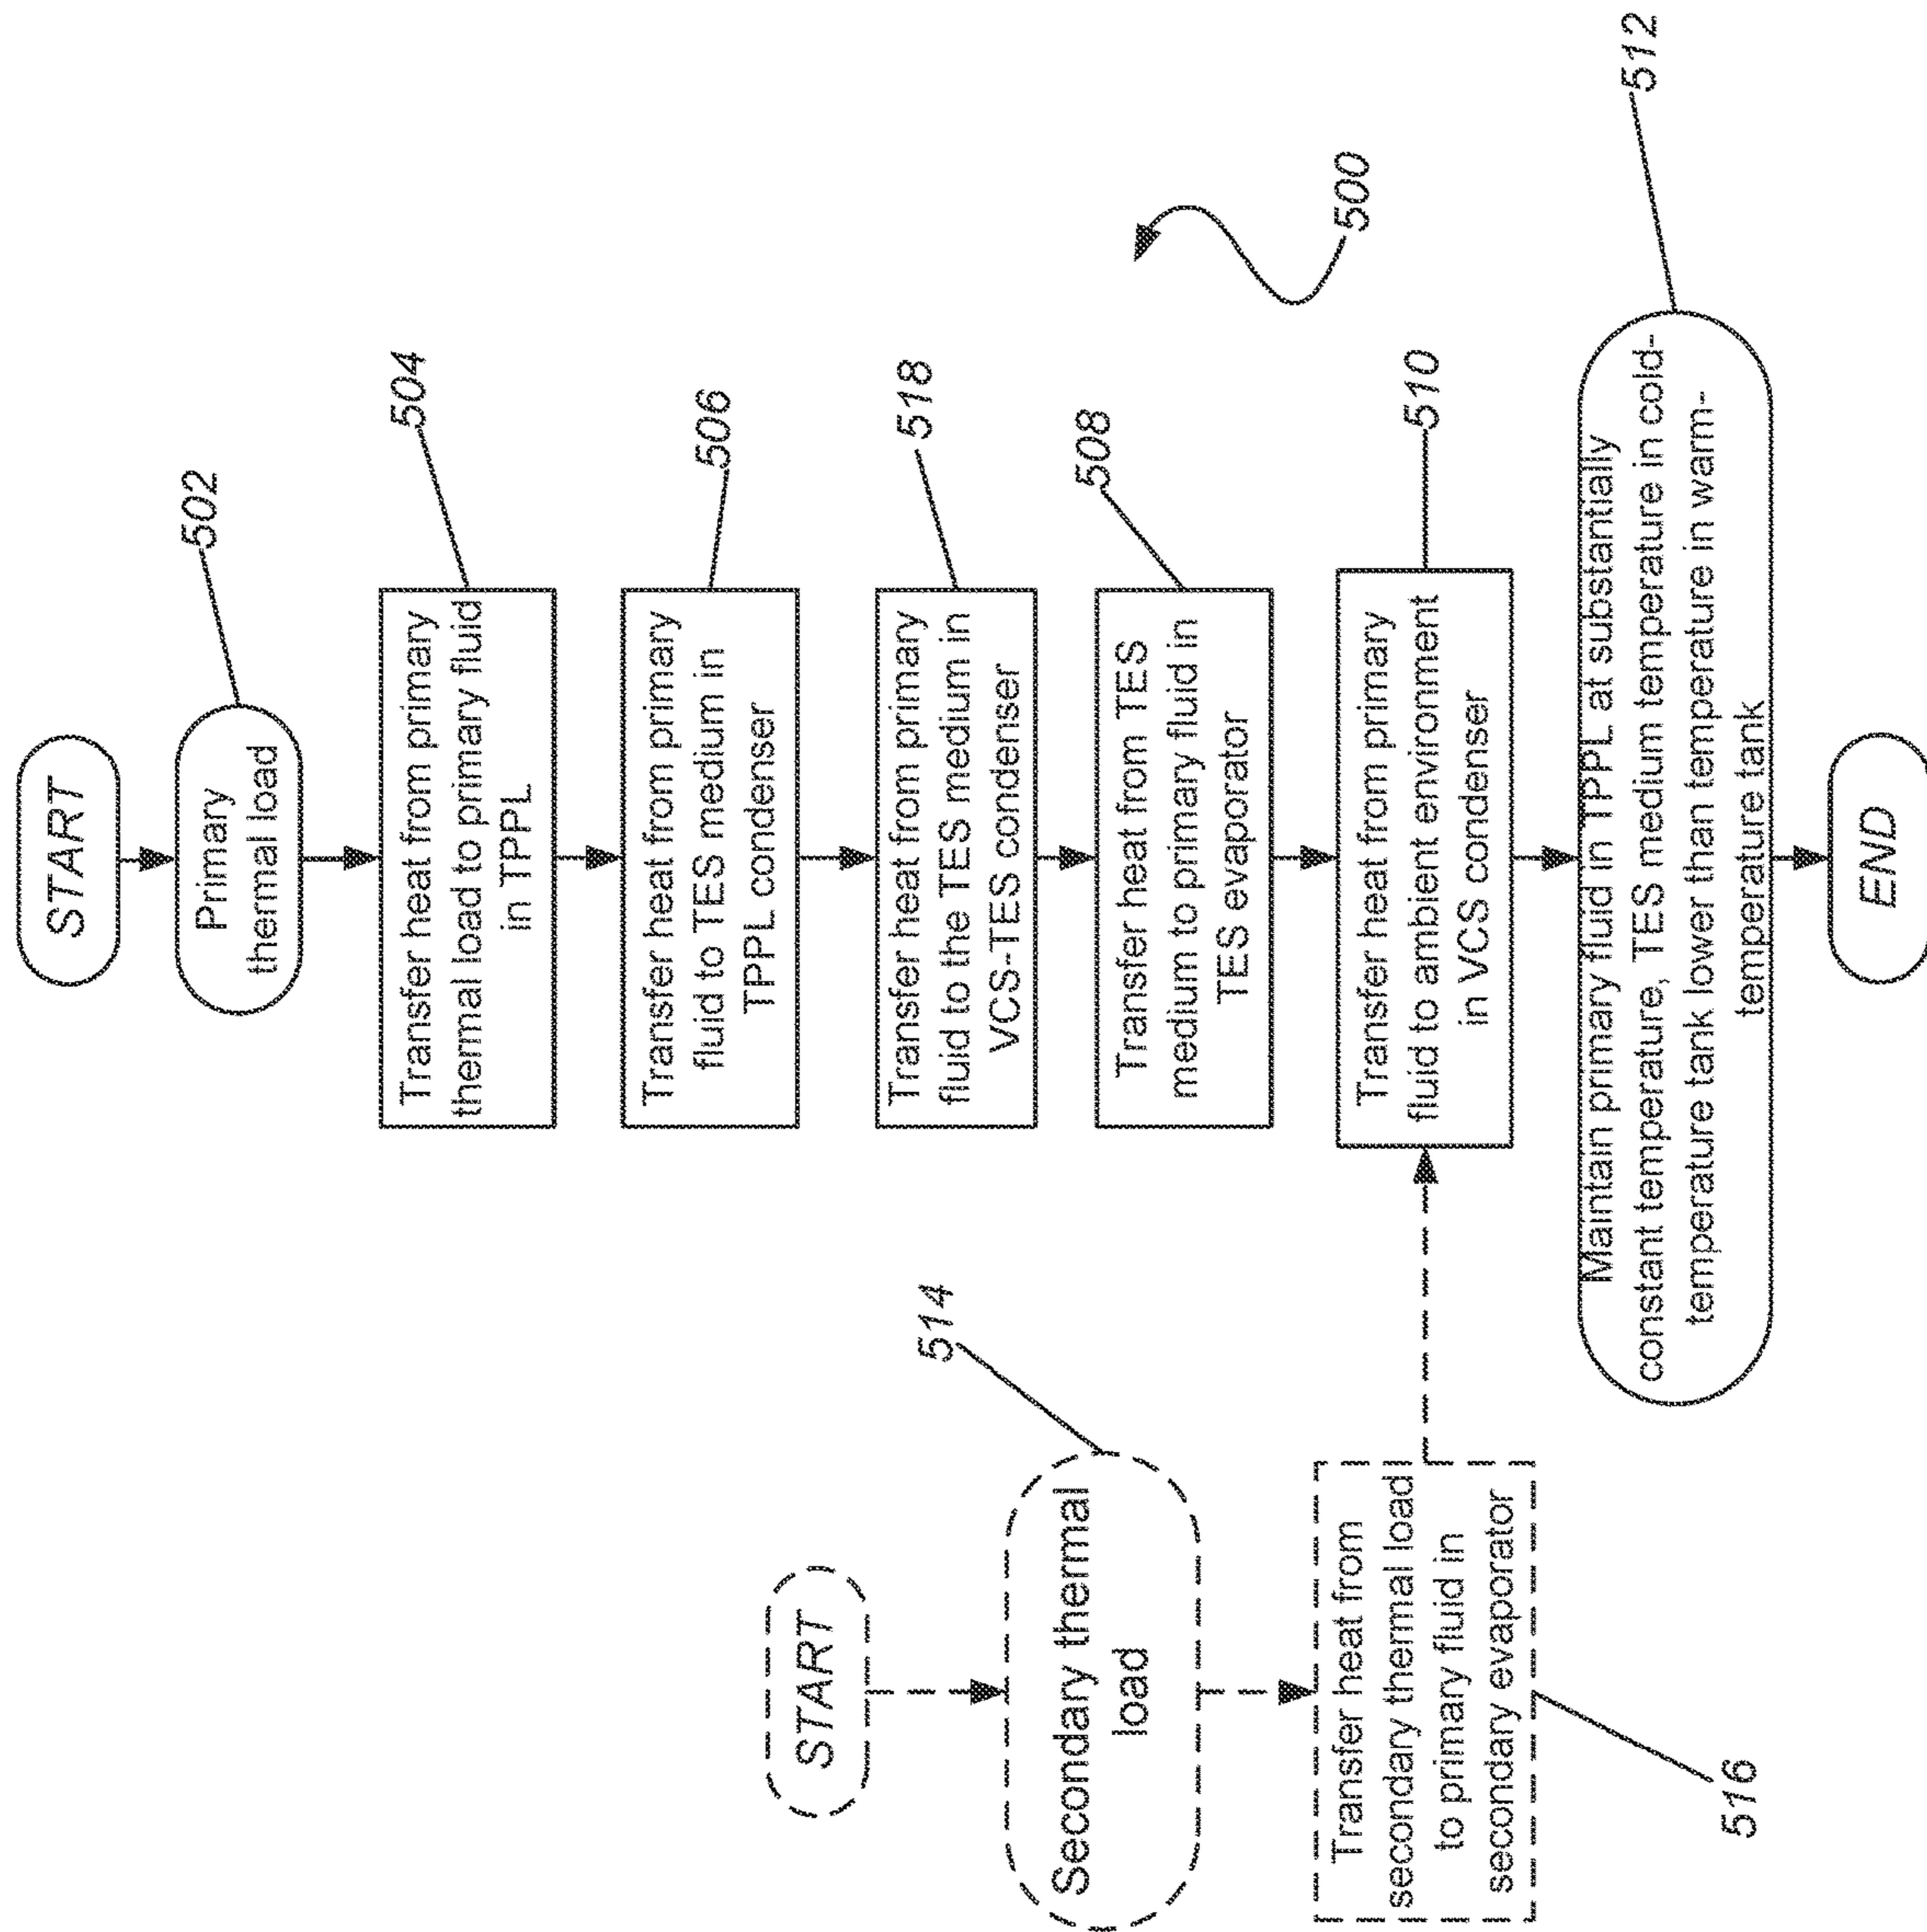 START
Primary
thermal load
502
Transfer heat from primary
thermal load to primary fluid
in TPPL
504
Transfer heat from primary
fluid to TES medium in
TPPL condenser
506
Transfer heat from primary
fluid to the TES medium in
VCS-TES condenser
518
Transfer heat from TES
medium to primary fluid in
TES evaporator
508
Transfer heat from primary
fluid to ambient environment
in VCS condenser
510
500
START
Secondary thermal
load
514
Transfer heat from
secondary thermal load
to primary fluid in
secondary evaporator
516
Maintain primary fluid in TPPL at substantially
constant temperature, TES medium temperature in cold-
temperature tank lower than temperature in warm-
temperature tank
512
END